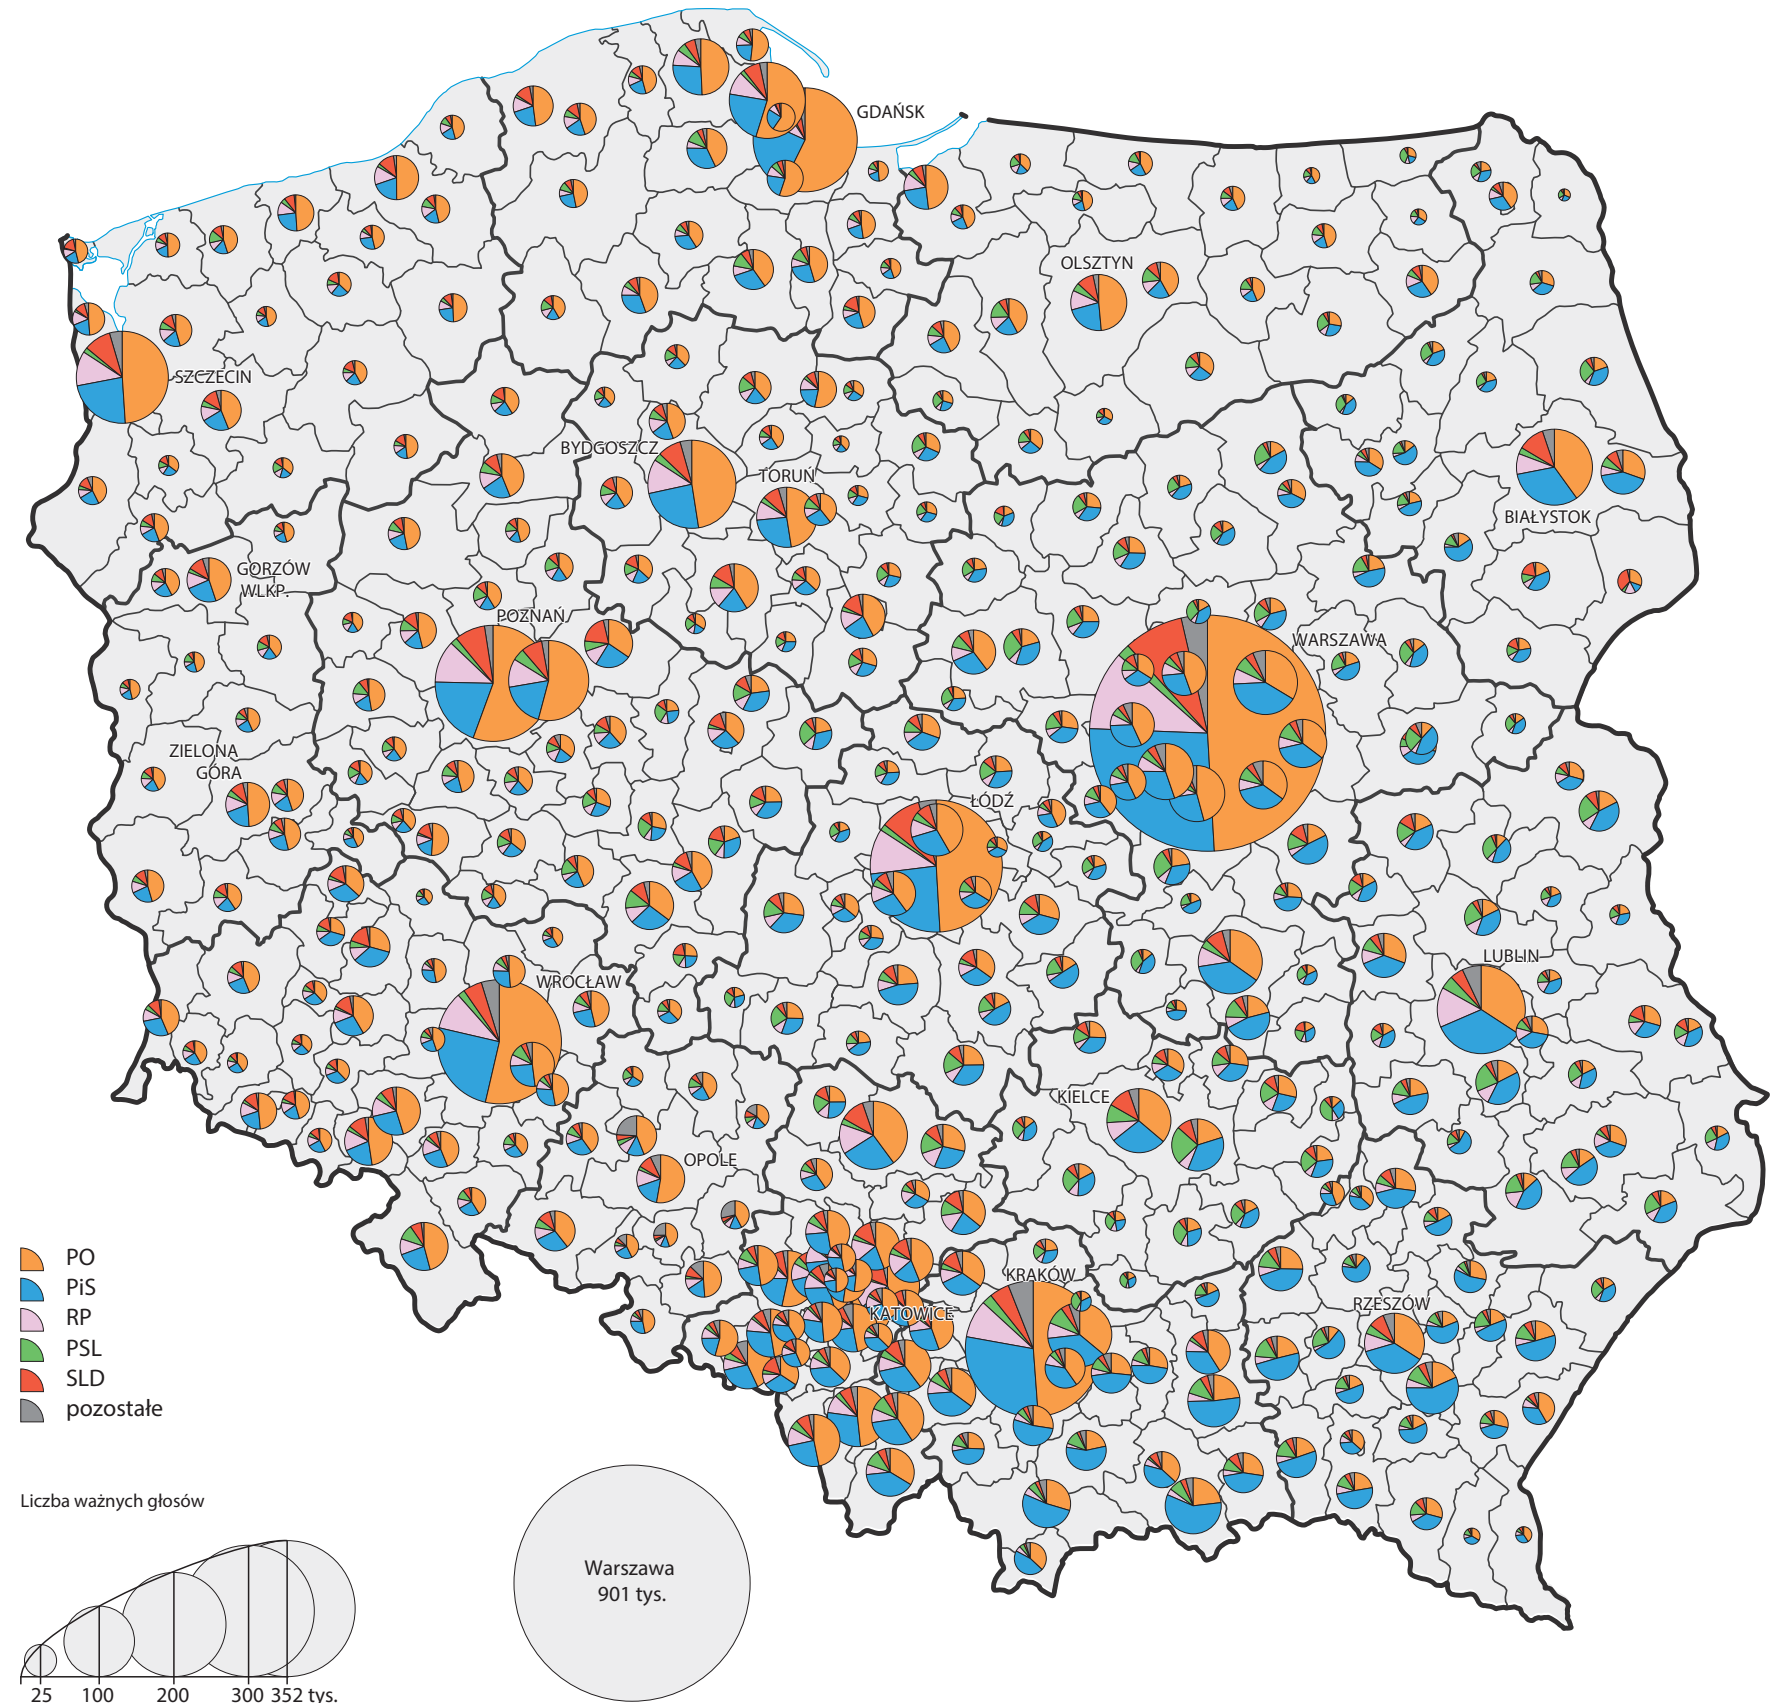 GDAŃSK
OLSZTYN
SZCZECIN
BYDGOSZCZ
TORUŃ
BIAŁYSTOK
GORZÓW
WLKP.
POZNAŃ
WARSZAWA
ZIELONA
GÓRA
ŁÓDŹ
WROCŁAW
LUBLIN
KIELCE
OPOLE
KRAKÓW
KATOWICE
RZESZÓW
PO
PiS
RP
PSL
SLD
pozostałe
Liczba ważnych głosów
25 100 200 300 352 tys.
Warszawa
901 tys.